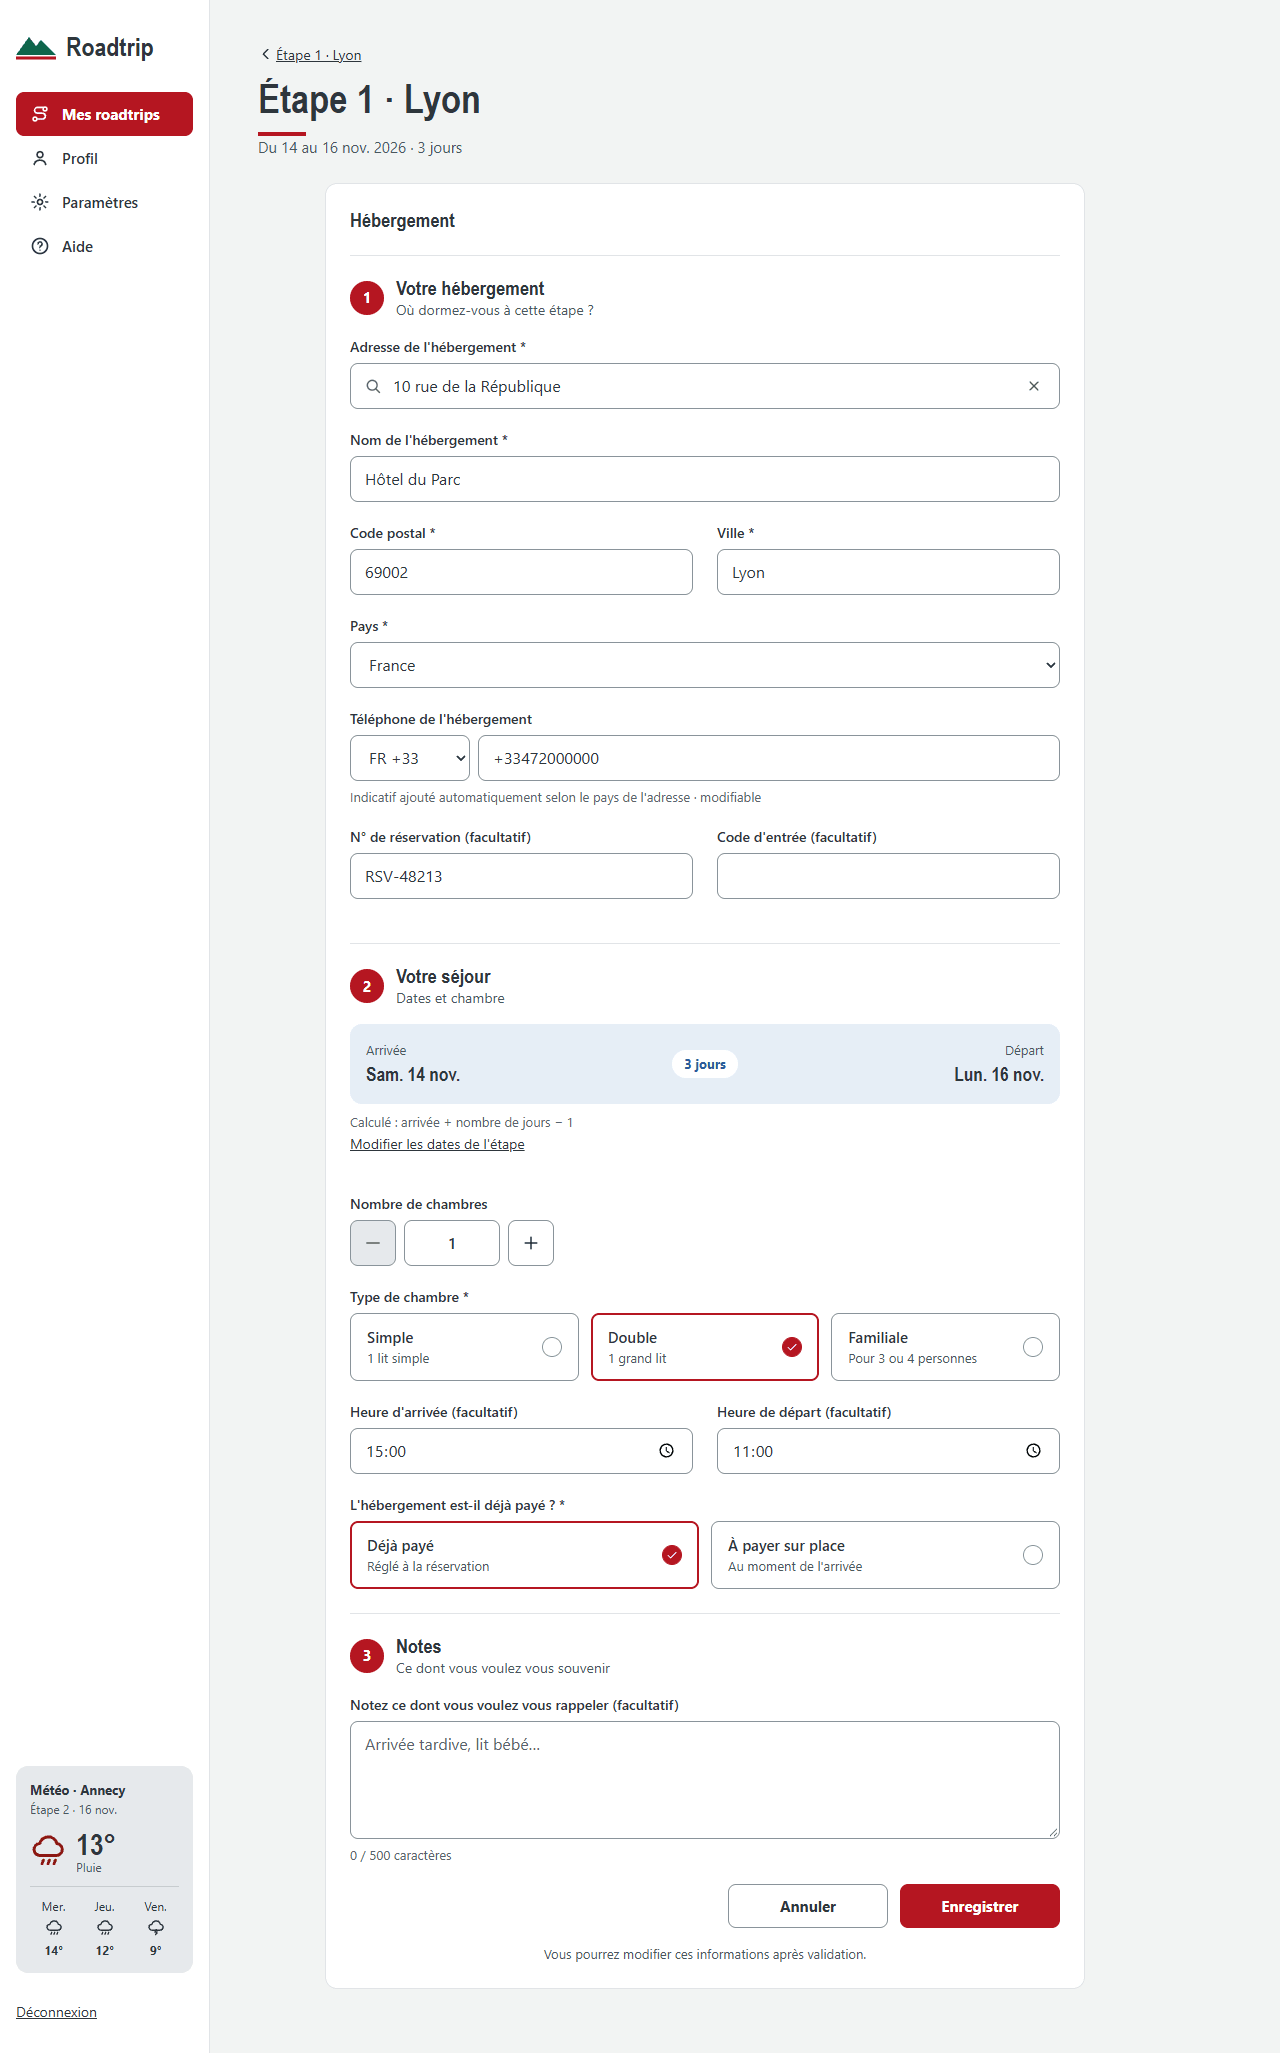 Roadtrip
Mes roadtrips
Profil
Paramètres
Aide
Météo · Annecy
Étape 2 · 16 nov.
13°
Pluie
Mer. Jeu. Ven.
14° 12° 9°
Déconnexion
Étape 1 · Lyon
Étape 1 · Lyon
Du 14 au 16 nov. 2026 · 3 jours
Hébergement
1 Votre hébergement
Où dormez-vous à cette étape ?
Adresse de l'hébergement *
10 rue de la République
Nom de l'hébergement *
Hôtel du Parc
Code postal * Ville *
69002 Lyon
Pays *
France
Téléphone de l'hébergement
FR +33 +33472000000
Indicatif ajouté automatiquement selon le pays de l'adresse · modifiable
N° de réservation (facultatif) Code d'entrée (facultatif)
RSV-48213
2 Votre séjour
Dates et chambre
Arrivée Départ
Sam. 14 nov. 3 jours Lun. 16 nov.
Calculé : arrivée + nombre de jours − 1
Modifier les dates de l'étape
Nombre de chambres
− 1 +
Type de chambre *
Simple Double Familiale
1 lit simple 1 grand lit Pour 3 ou 4 personnes
Heure d'arrivée (facultatif) Heure de départ (facultatif)
15:00 11:00
L'hébergement est-il déjà payé ? *
Déjà payé À payer sur place
Réglé à la réservation Au moment de l'arrivée
3 Notes
Ce dont vous voulez vous souvenir
Notez ce dont vous voulez vous rappeler (facultatif)
Arrivée tardive, lit bébé…
0 / 500 caractères
Annuler Enregistrer
Vous pourrez modifier ces informations après validation.